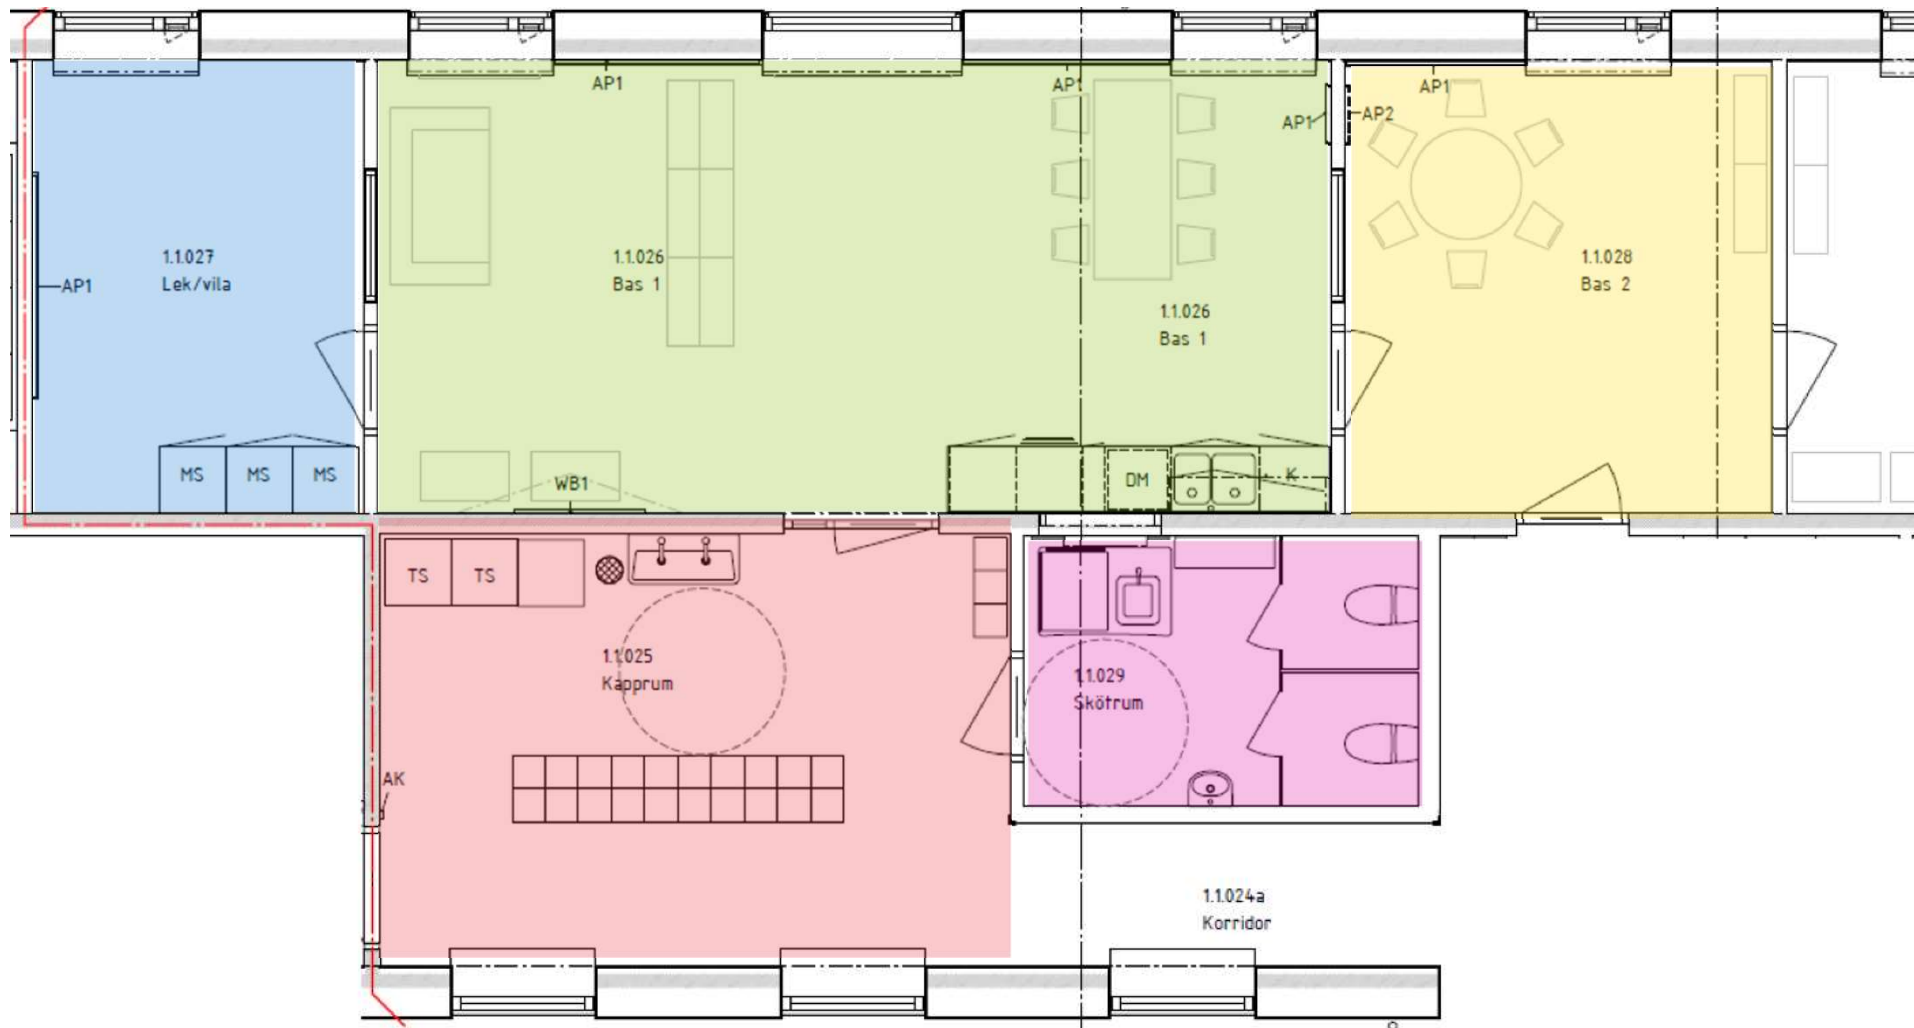 AP1
AP1
AP1
AP1
AP2
1.1.027
Lek/vila
AP1
1.1.026
Bas 1
1.1.026
Bas 1
1.1.028
Bas 2
MS
MS
MS
WB1
DM
K
TS
TS
1.1.025
Kapprum
1.1.029
Skötrum
AK
1.1.024a
Korridor